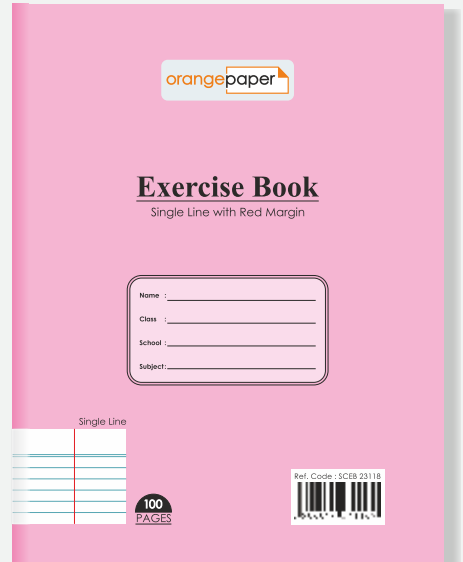 orangepaper
Exercise Book
Single Line with Red Margin
Name :
Class :
School :
Subject:
Single Line
100
PAGES
Ref. Code : SCEB 23118